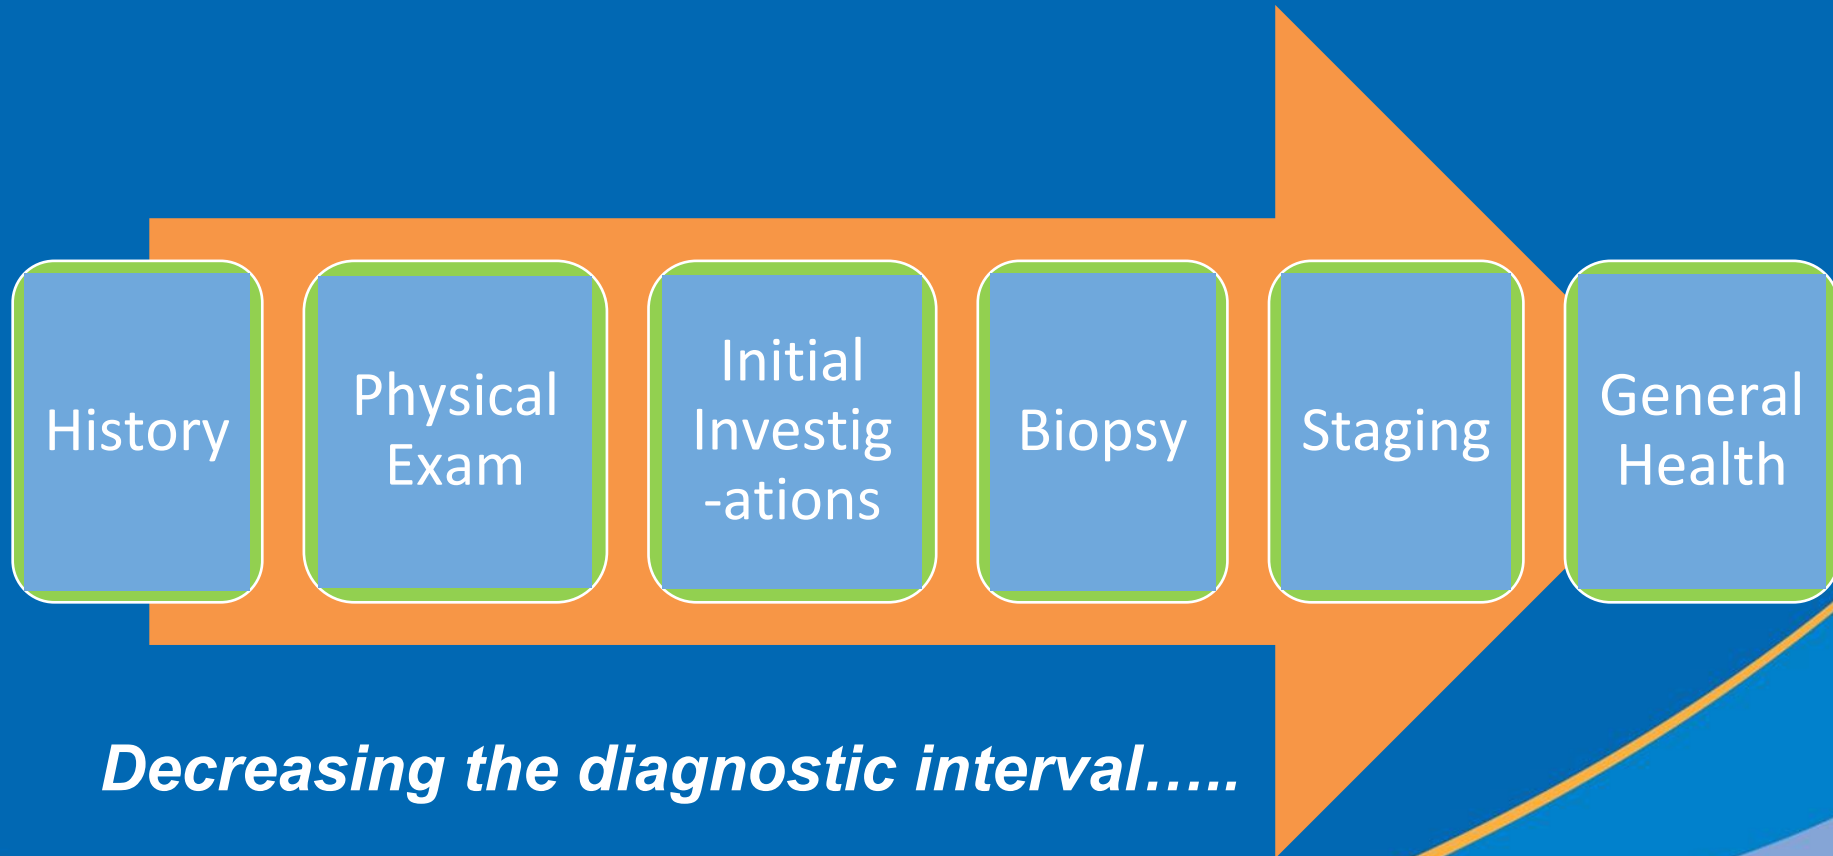 History
Physical
Exam
Initial
Investig
-ations
Biopsy
Staging
General
Health
Decreasing the diagnostic interval.....